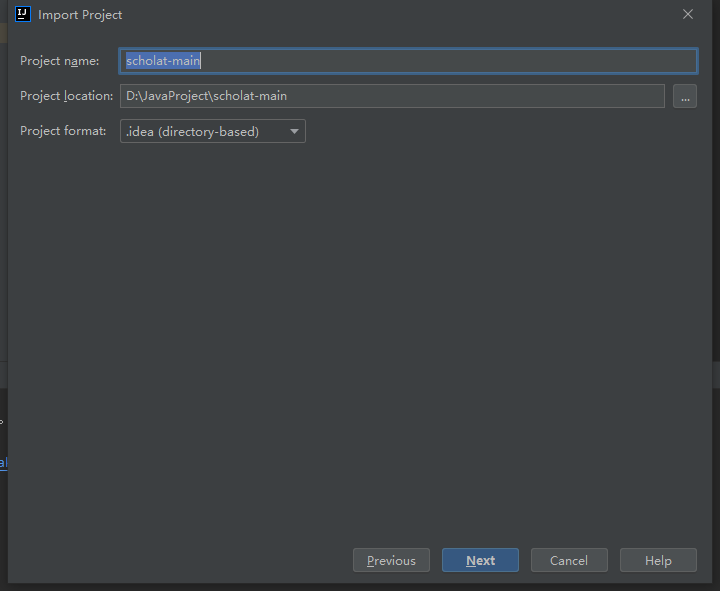 Import Project
Project name: scholat-main
Project location: D:\JavaProject\scholat-main ...
Project format: .idea (directory-based)
Previous Next Cancel Help